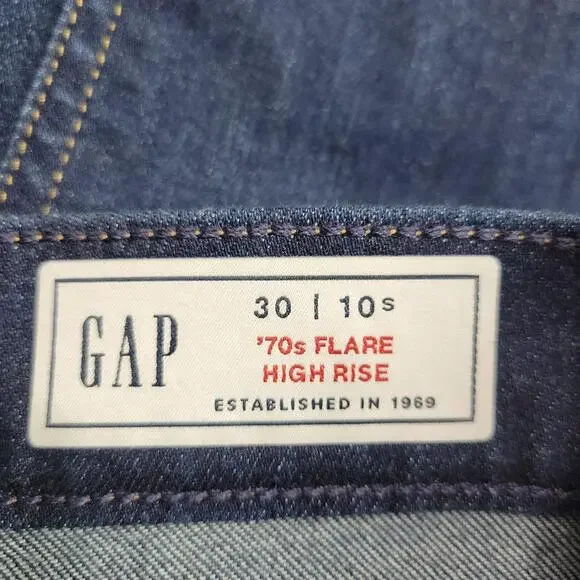 GAP
30 | 10s
'70s FLARE
HIGH RISE
ESTABLISHED IN 1969